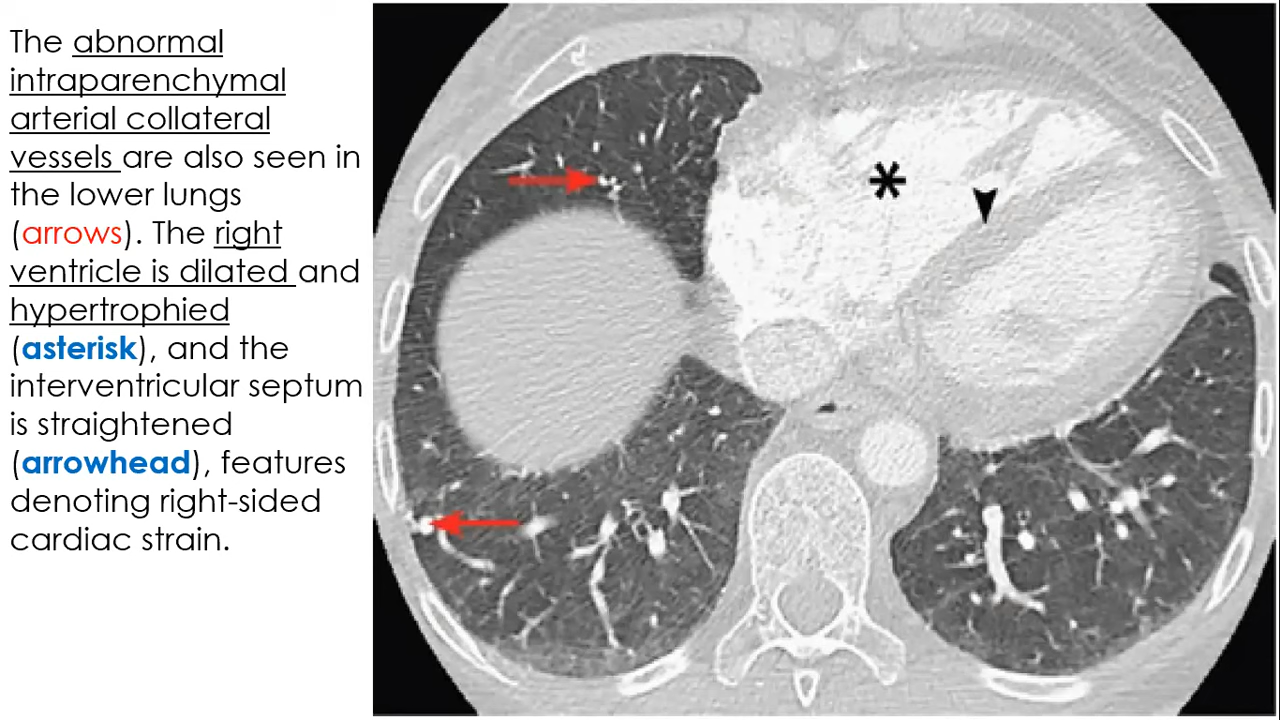 The abnormal
intraparenchymal
arterial collateral
vessels are also seen in
the lower lungs
(arrows). The right
ventricle is dilated and
hypertrophied
(asterisk), and the
interventricular septum
is straightened
(arrowhead), features
denoting right-sided
cardiac strain.